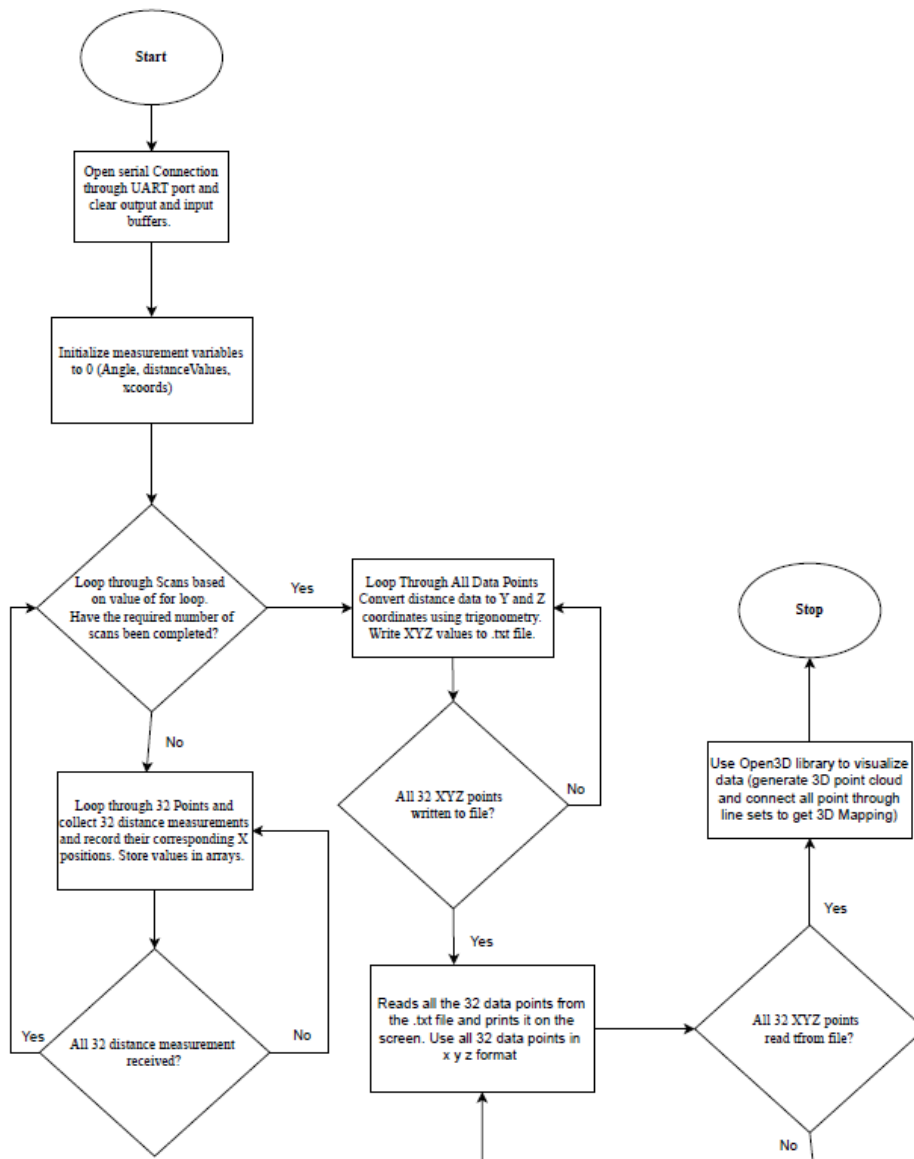 Start
Open serial Connection
through UART port and
clear output and input
buffers.
Initialize measurement variables
to 0 (Angle, distanceValues,
xcoords)
Loop through Scans based
on value of for loop.
Have the required number of
scans been completed?
Yes
No
Loop through 32 Points and
collect 32 distance measurements
and record their corresponding X
positions. Store values in arrays.
All 32 distance measurement
received?
Yes
No
Loop Through All Data Points
Convert distance data to Y and Z
coordinates using trigonometry.
Write XYZ values to .txt file.
All 32 XYZ points
written to file?
No
Yes
Reads all the 32 data points from
the .txt file and prints it on the
screen. Use all 32 data points in
x y z format
All 32 XYZ points
read tfrom file?
No
Yes
Use Open3D library to visualize
data (generate 3D point cloud
and connect all point through
line sets to get 3D Mapping)
Stop